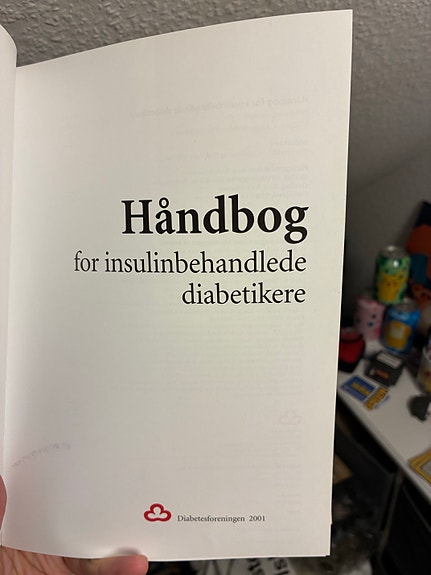 Håndbog
for insulinbehandlede
diabetikere
Diabetesforeningen 2001